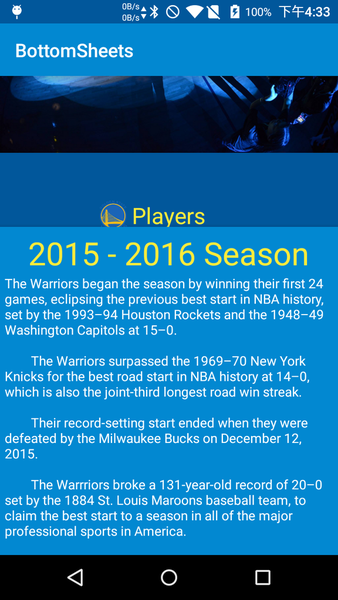 0B/s
0B/s
100% 下午4:33
BottomSheets
Players
2015 - 2016 Season
The Warriors began the season by winning their first 24
games, eclipsing the previous best start in NBA history,
set by the 1993–94 Houston Rockets and the 1948–49
Washington Capitols at 15–0.
The Warriors surpassed the 1969–70 New York
Knicks for the best road start in NBA history at 14–0,
which is also the joint-third longest road win streak.
Their record-setting start ended when they were
defeated by the Milwaukee Bucks on December 12,
2015.
The Warrriors broke a 131-year-old record of 20–0
set by the 1884 St. Louis Maroons baseball team, to
claim the best start to a season in all of the major
professional sports in America.